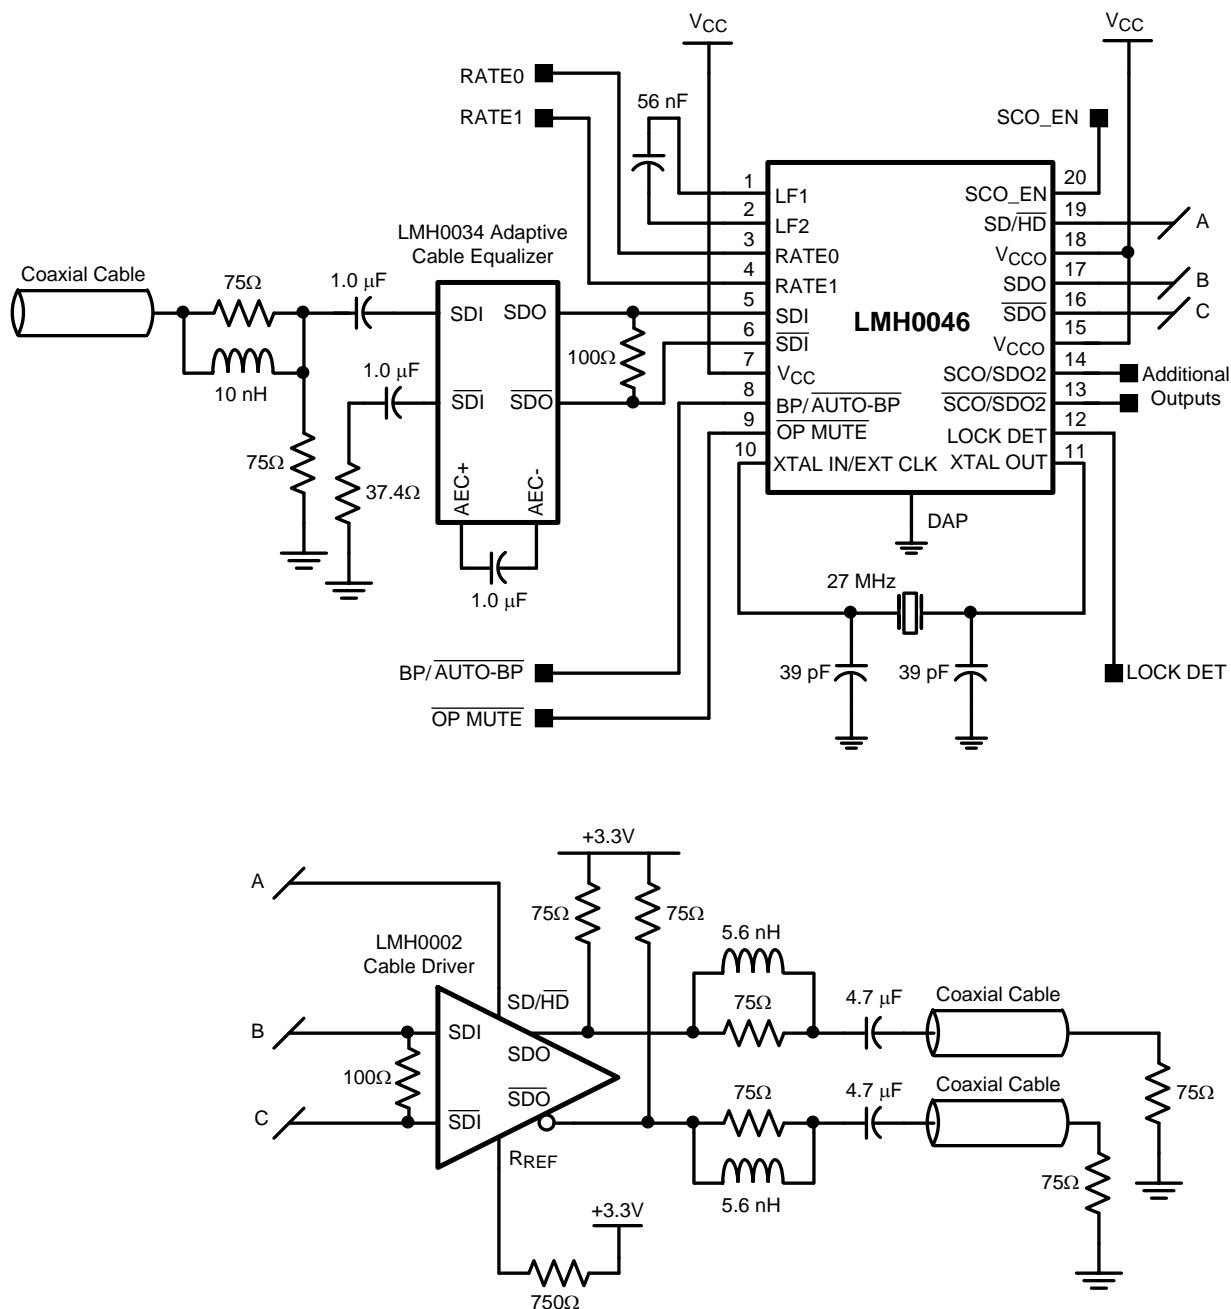 VCC
VCC
RATE0
56 nF
RATE1
SCO_EN
1
LF1
SCO_EN
20
2
LF2
SD/HD
19
A
LMH0034 Adaptive
Cable Equalizer
3
RATE0
VCCO
18
4
RATE1
SDO
17
B
Coaxial Cable
75Ω
1.0 µF
SDI
SDO
5
SDI
LMH0046
SDO
16
C
6
SDI
VCCO
15
100Ω
7
VCC
SCO/SDO2
14
Additional
Outputs
10 nH
1.0 µF
SDI
SDO
8
BP/AUTO-BP
SCO/SDO2
13
9
OP MUTE
LOCK DET
12
10
XTAL IN/EXT CLK
XTAL OUT
11
75Ω
37.4Ω
AEC+
AEC-
DAP
1.0 µF
27 MHz
BP/AUTO-BP
39 pF
39 pF
LOCK DET
OP MUTE
+3.3V
A
75Ω
75Ω
LMH0002
Cable Driver
5.6 nH
SD/HD
75Ω
4.7 µF
Coaxial Cable
B
SDI
SDO
100Ω
SDO
75Ω
4.7 µF
Coaxial Cable
75Ω
C
SDI
RREF
5.6 nH
75Ω
+3.3V
750Ω